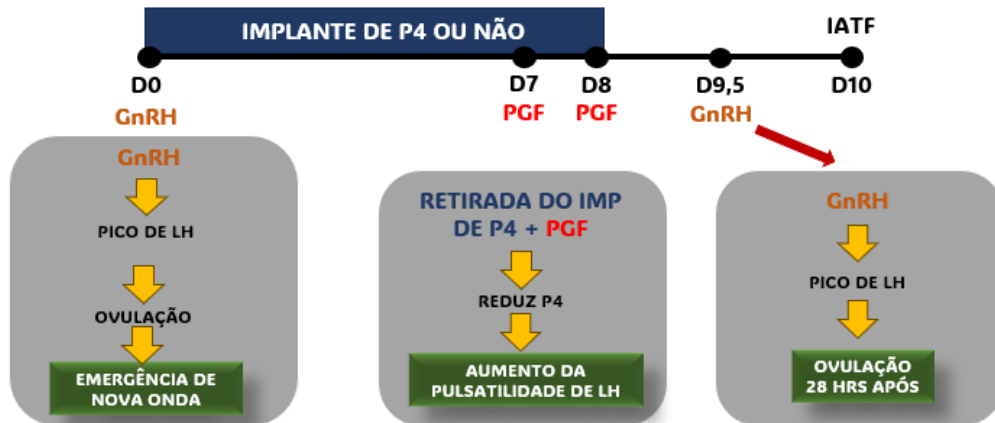 IMPLANTE DE P4 OU NÃO
IATF
D0
D7
D8
D9,5
D10
GnRH
PGF
PGF
GnRH
GnRH
PICO DE LH
OVULAÇÃO
EMERGÊNCIA DE
NOVA ONDA
RETIRADA DO IMP
DE P4 + PGF
REDUZ P4
AUMENTO DA
PULSATILIDADE DE LH
GnRH
PICO DE LH
OVULAÇÃO
28 HRS APÓS